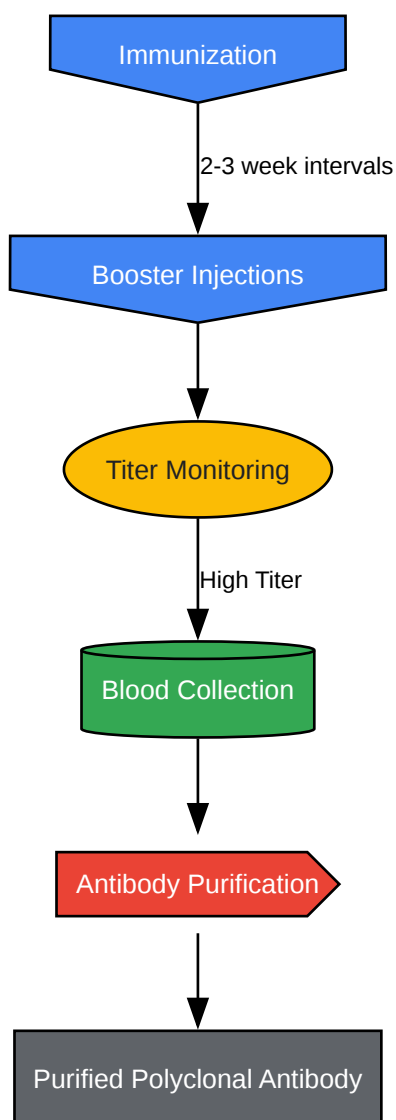 Immunization
2-3 week intervals
Booster Injections
Titer Monitoring
High Titer
Blood Collection
Antibody Purification
Purified Polyclonal Antibody